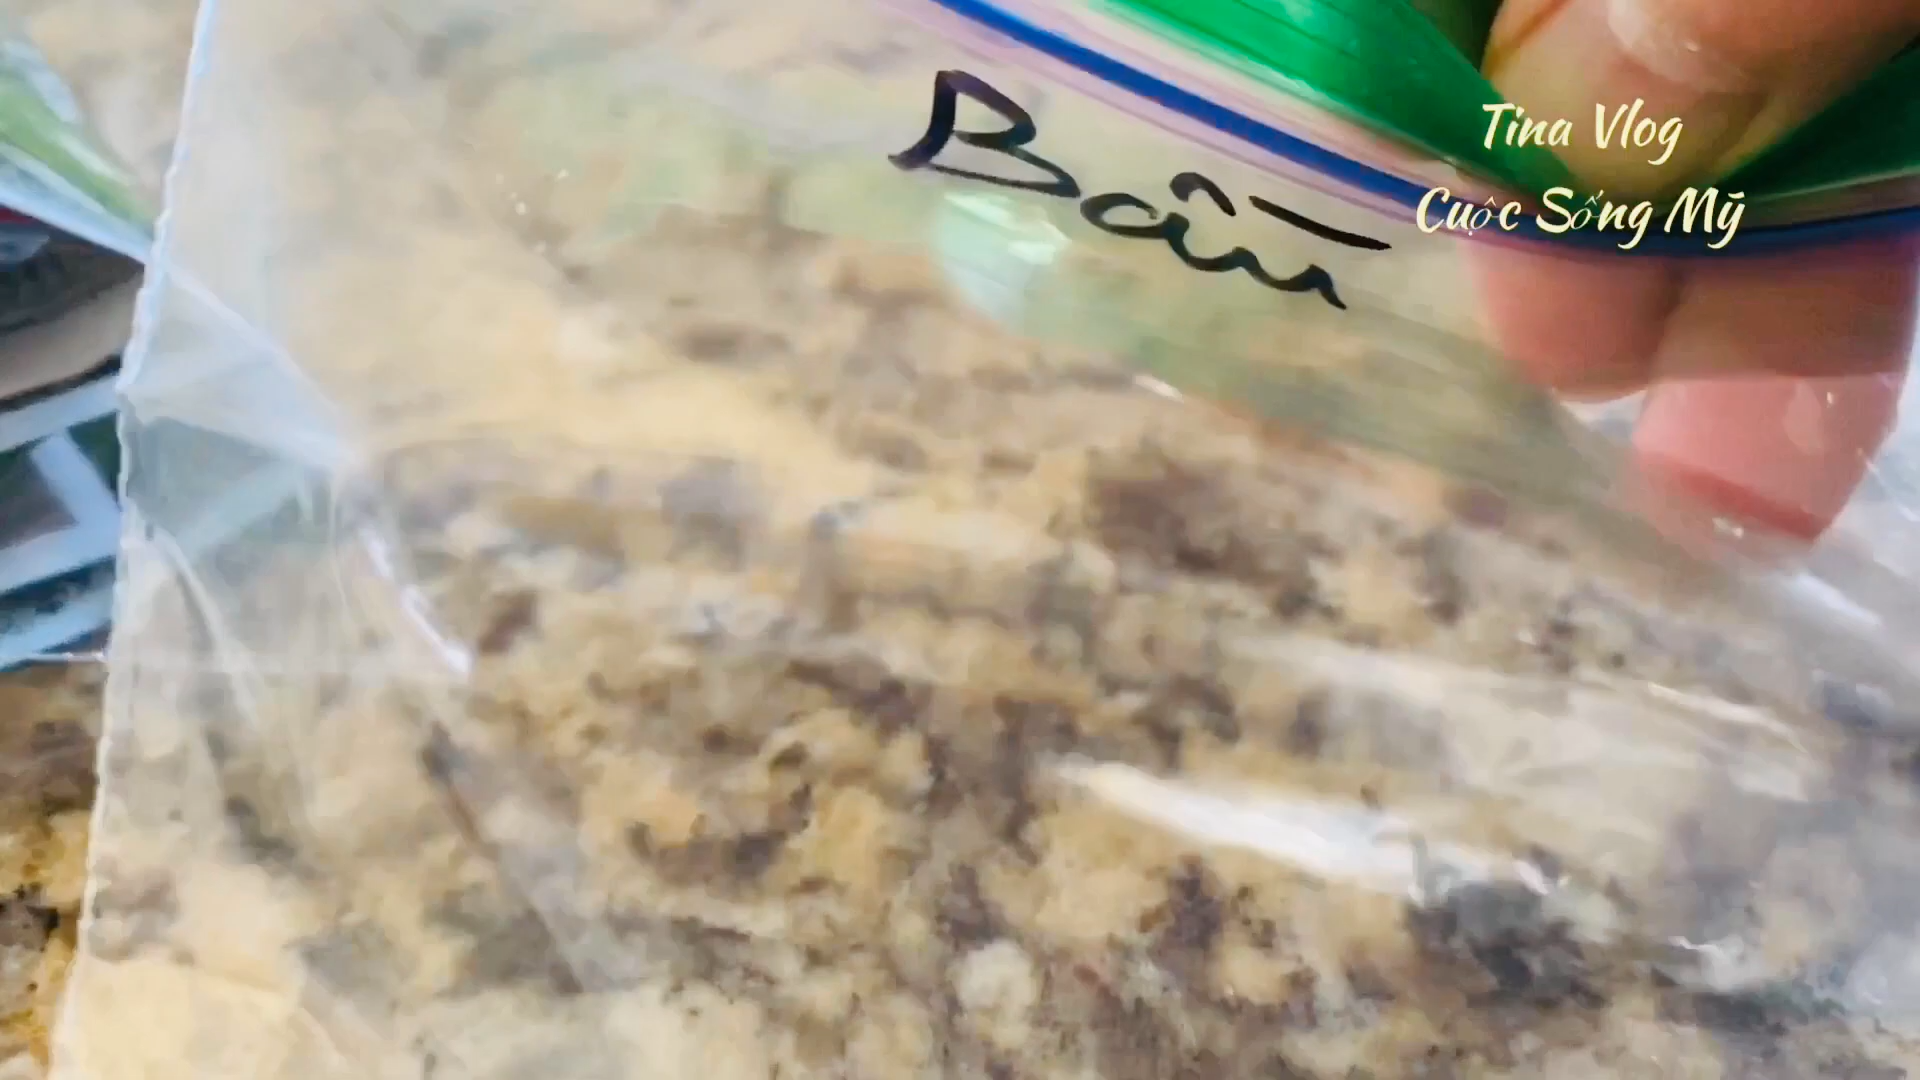 Bầu
Tina Vlog
Cuộc Sống Mỹ